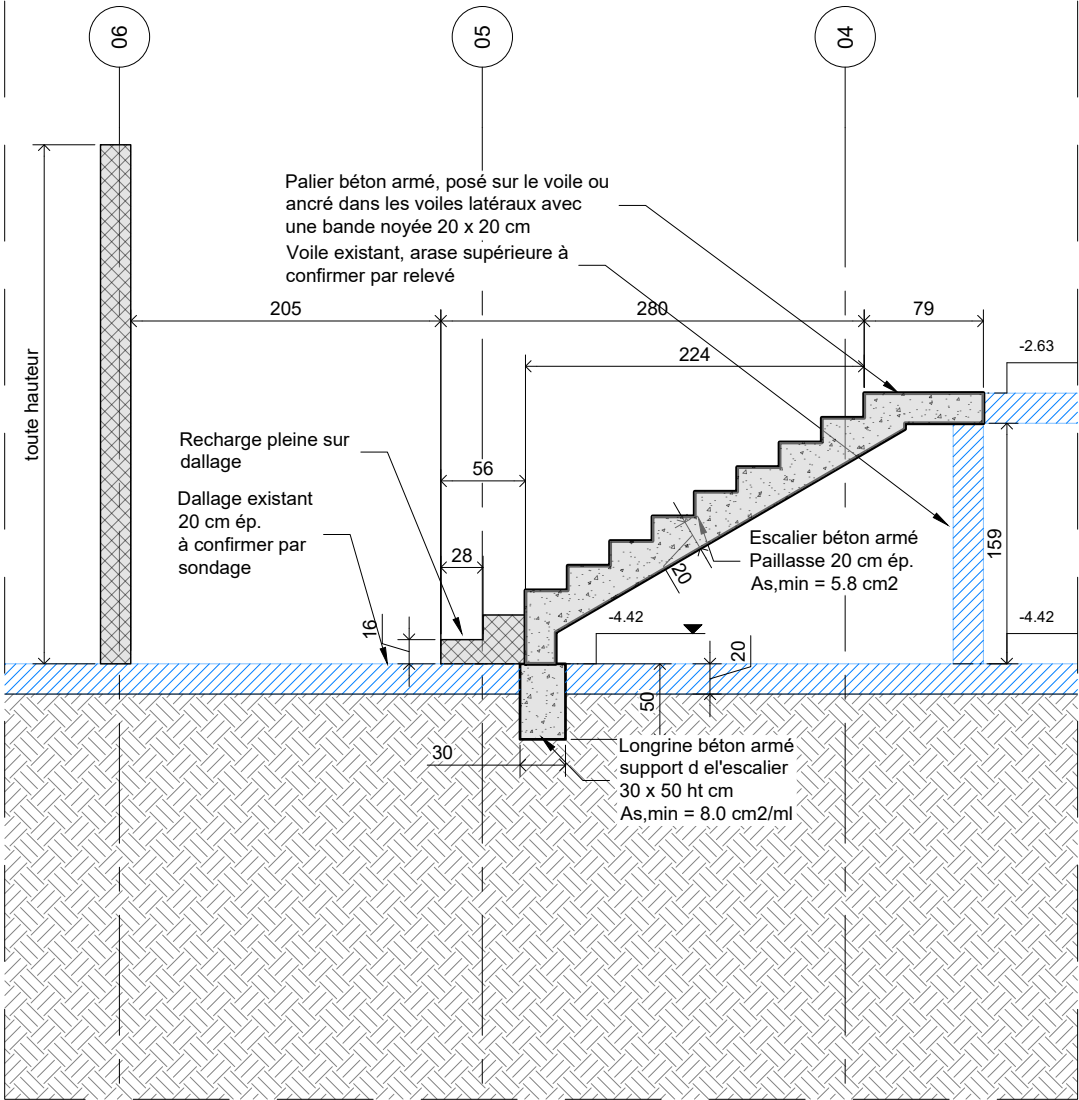 06
05
04
Palier béton armé, posé sur le voile ou
ancré dans les voiles latéraux avec
une bande noyée 20 x 20 cm
Voile existant, arase supérieure à
confirmer par relevé
205
280
79
224
-2.63
toute hauteur
Recharge pleine sur
dallage
56
Dallage existant
20 cm ép.
à confirmer par
sondage
28
16
Escalier béton armé
Paillasse 20 cm ép.
As,min = 5.8 cm2
20
159
-4.42
-4.42
20
50
30
Longrine béton armé
support d el'escalier
30 x 50 ht cm
As,min = 8.0 cm2/ml